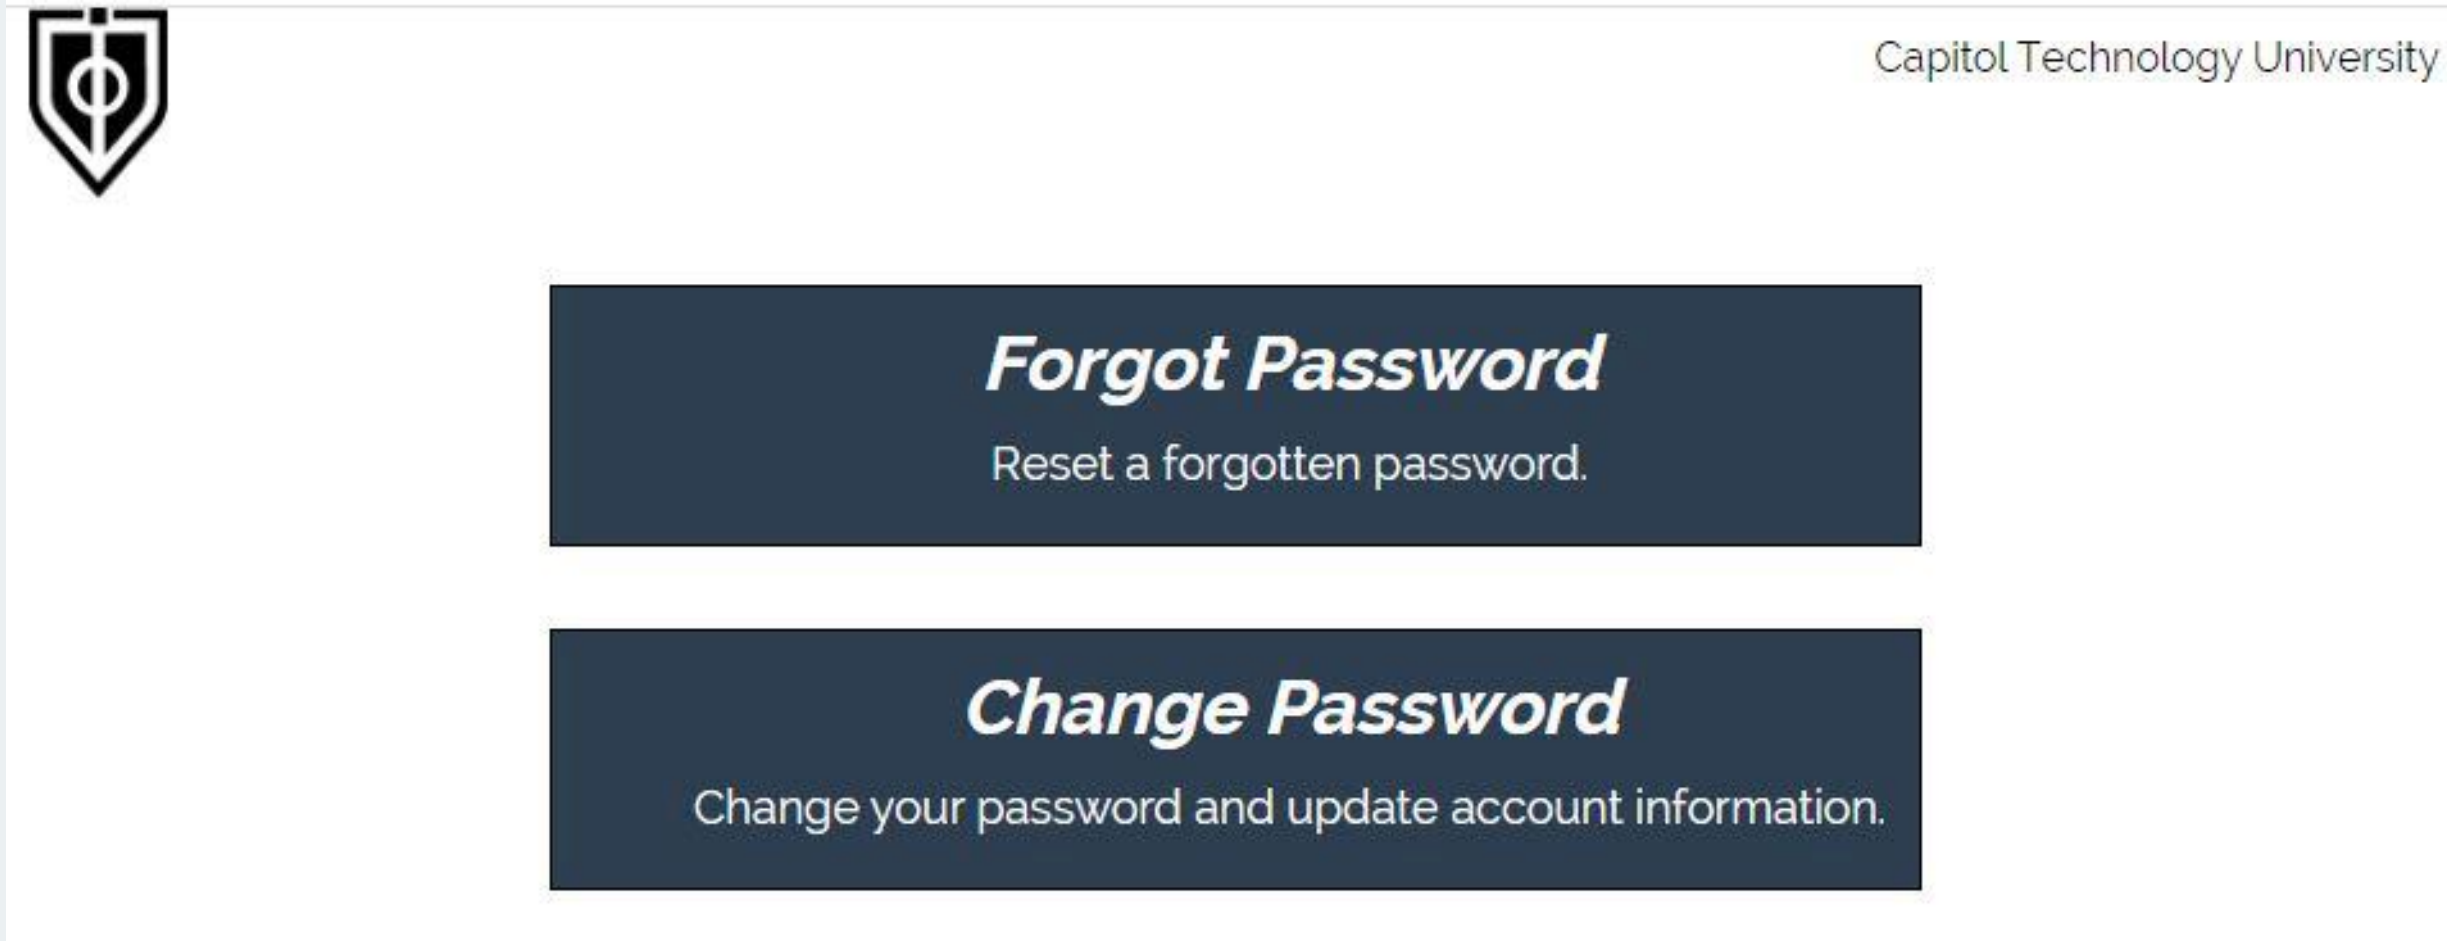 Capitol Technology University
Forgot Password
Reset a forgotten password.
Change Password
Change your password and update account information.